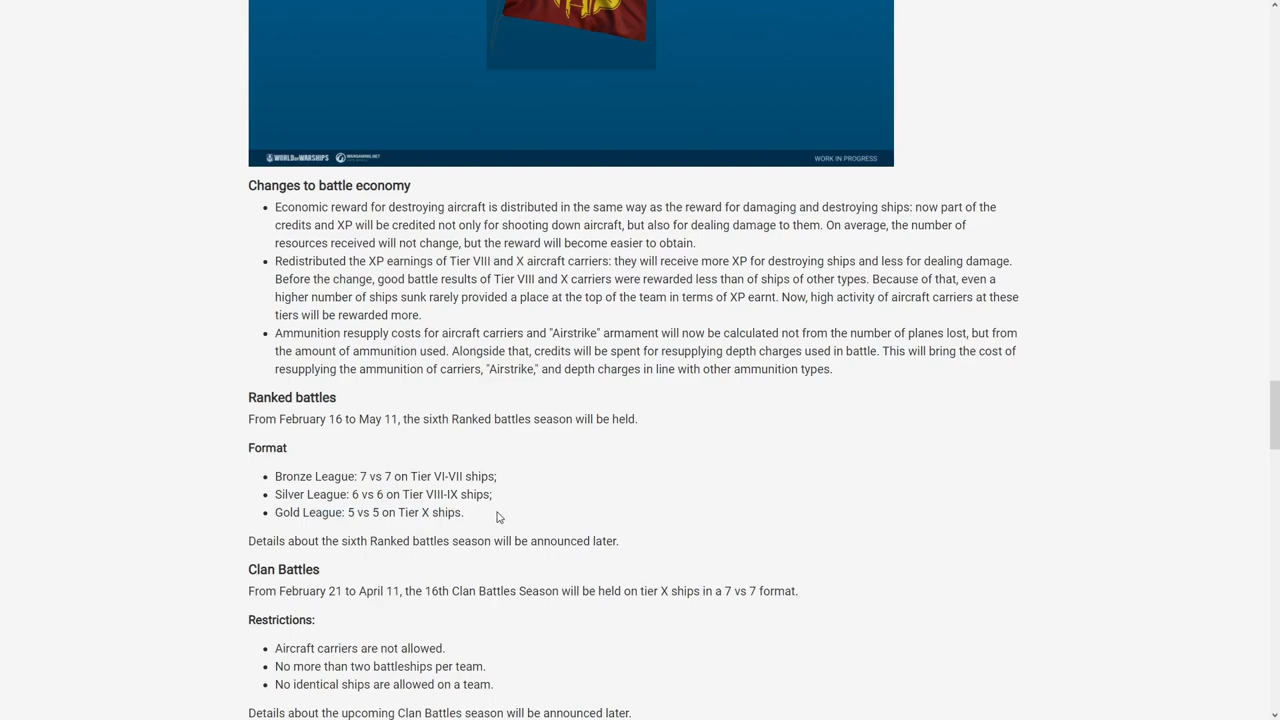 WORLD OF WARSHIPS WARGAMING.NET WORK IN PROGRESS
Changes to battle economy
• Economic reward for destroying aircraft is distributed in the same way as the reward for damaging and destroying ships: now part of the
credits and XP will be credited not only for shooting down aircraft, but also for dealing damage to them. On average, the number of
resources received will not change, but the reward will become easier to obtain.
• Redistributed the XP earnings of Tier VIII and X aircraft carriers: they will receive more XP for destroying ships and less for dealing damage.
Before the change, good battle results of Tier VIII and X carriers were rewarded less than of ships of other types. Because of that, even a
higher number of ships sunk rarely provided a place at the top of the team in terms of XP earnt. Now, high activity of aircraft carriers at these
tiers will be rewarded more.
• Ammunition resupply costs for aircraft carriers and "Airstrike" armament will now be calculated not from the number of planes lost, but from
the amount of ammunition used. Alongside that, credits will be spent for resupplying depth charges used in battle. This will bring the cost of
resupplying the ammunition of carriers, "Airstrike," and depth charges in line with other ammunition types.
Ranked battles
From February 16 to May 11, the sixth Ranked battles season will be held.
Format
• Bronze League: 7 vs 7 on Tier VI-VII ships;
• Silver League: 6 vs 6 on Tier VIII-IX ships;
• Gold League: 5 vs 5 on Tier X ships.
Details about the sixth Ranked battles season will be announced later.
Clan Battles
From February 21 to April 11, the 16th Clan Battles Season will be held on tier X ships in a 7 vs 7 format.
Restrictions:
• Aircraft carriers are not allowed.
• No more than two battleships per team.
• No identical ships are allowed on a team.
Details about the upcoming Clan Battles season will be announced later.